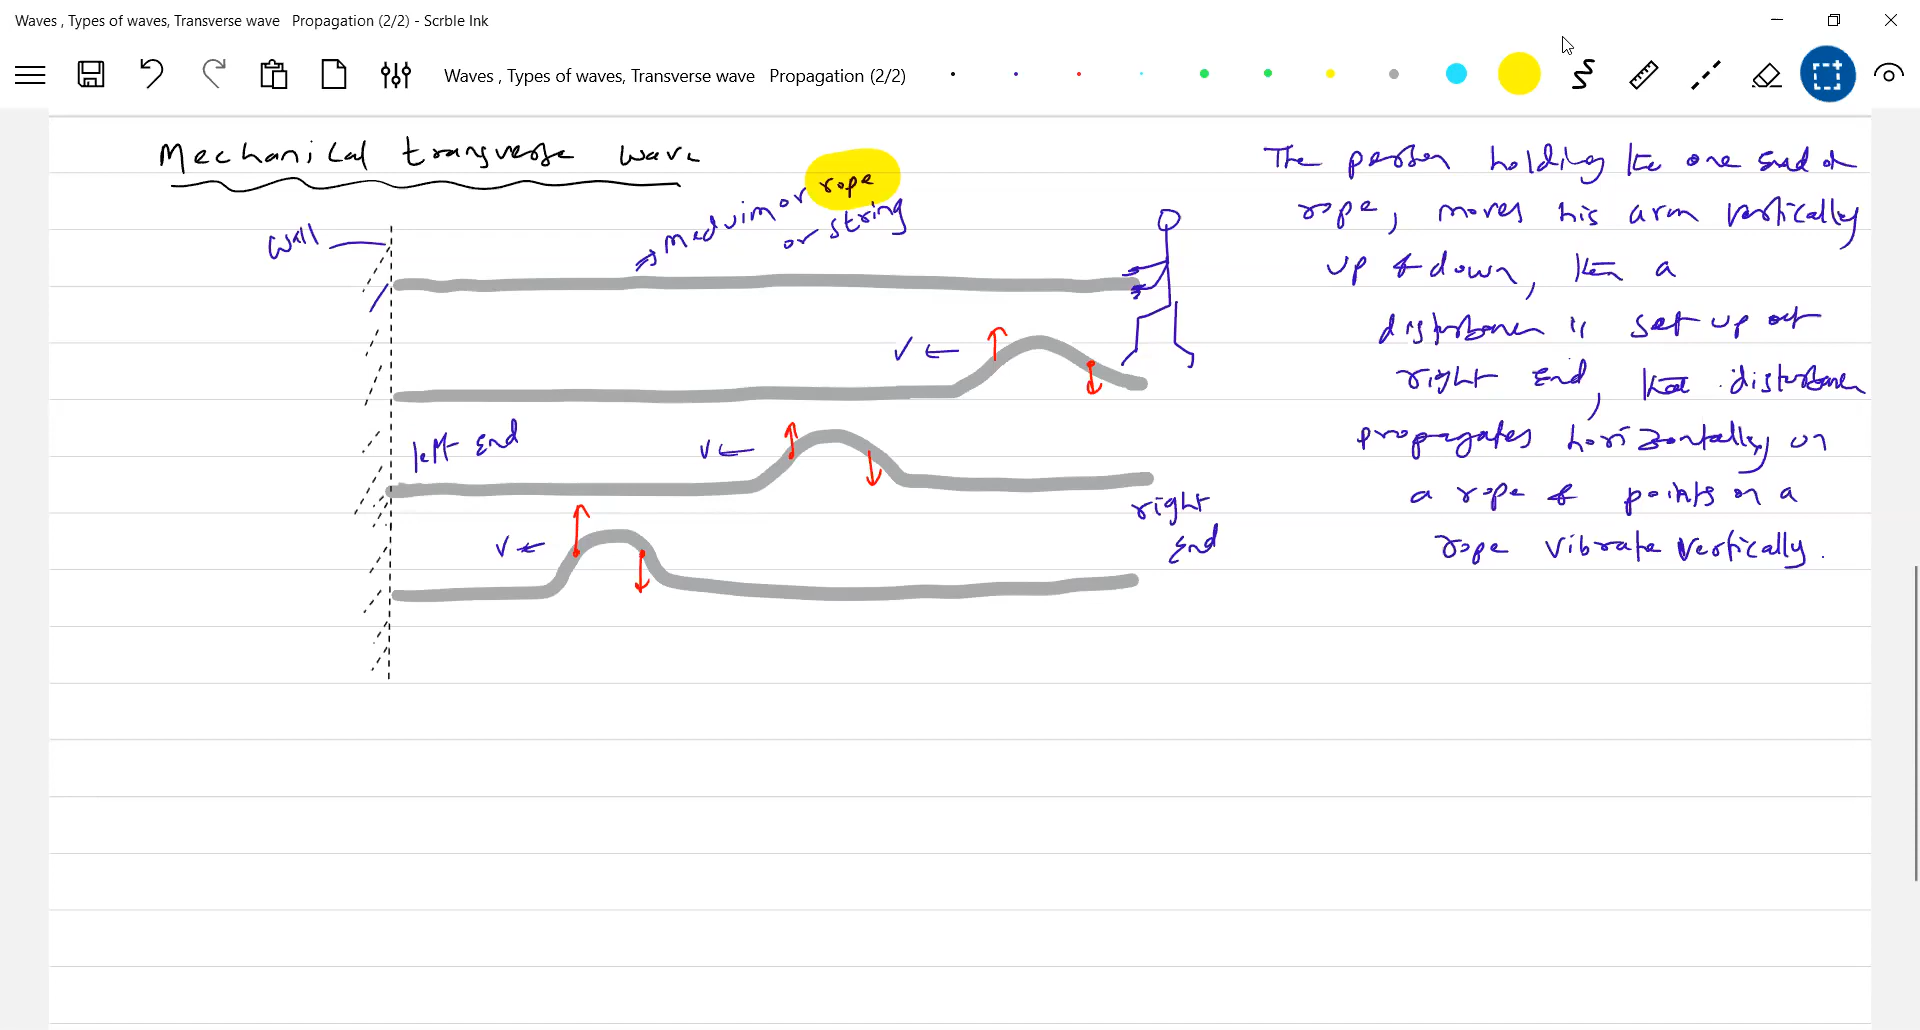 Waves , Types of waves, Transverse wave Propagation (2/2) - Scrble Ink
Waves , Types of waves, Transverse wave Propagation (2/2)
Mechanical transverse wave
wall
meduim or rope
or string
v
left end
v
right
end
v
The person holding the one end of
rope, moves his arm vertically
up & down, then a
disturbance is set up at
right end, that disturbance
propagates horizontally on
a rope & points on a
rope vibrate vertically.